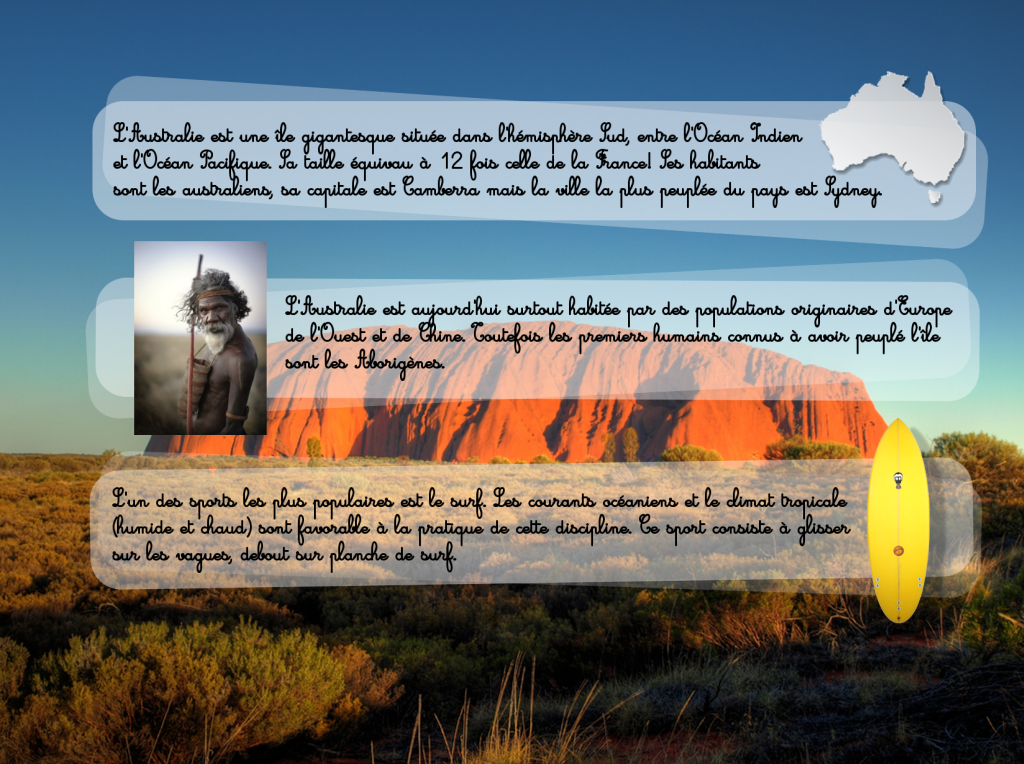 L'Australie est une île gigantesque située dans l'hémisphère Sud, entre l'Océan Indien
et l'Océan Pacifique. Sa taille équivau à 12 fois celle de la France! Ses habitants
sont les australiens, sa capitale est Camberra mais la ville la plus peuplée du pays est Sydney.
L'Australie est aujourd'hui surtout habitée par des populations originaires d'Europe
de l'Ouest et de Chine. Toutefois les premiers humains connus à avoir peuplé l'île
sont les Aborigènes.
L'un des sports les plus populaires est le surf. Les courants océaniens et le climat tropicale
(humide et chaud) sont favorable à la pratique de cette discipline. Ce sport consiste à glisser
sur les vagues, debout sur planche de surf.